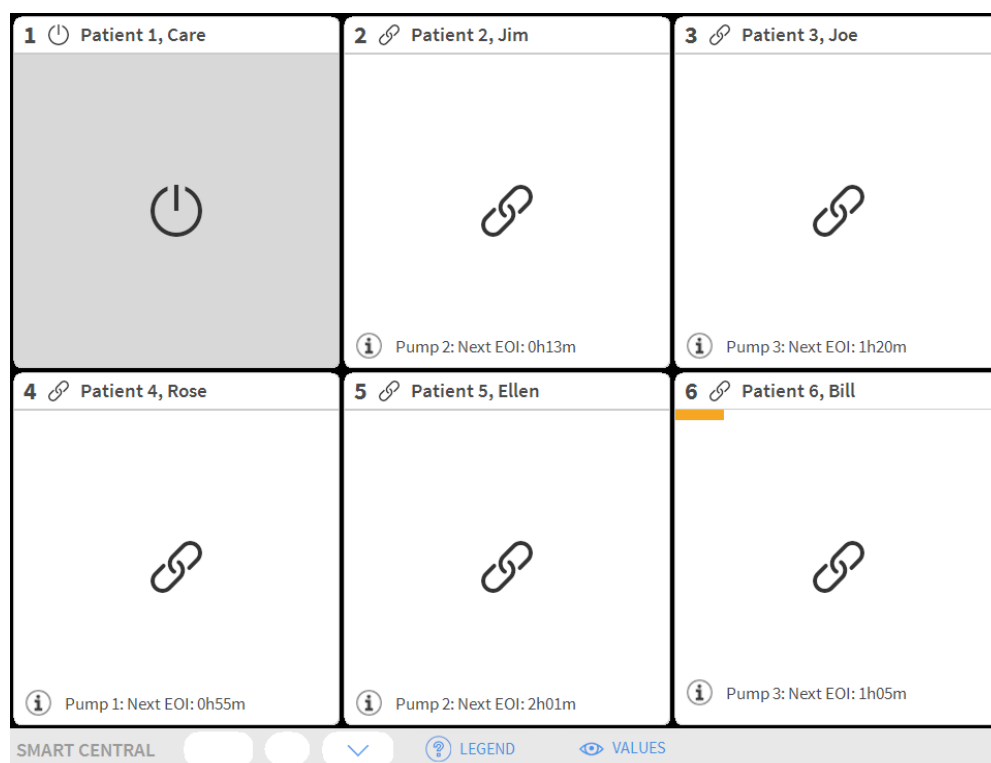 1 Patient 1, Care
2 Patient 2, Jim
3 Patient 3, Joe
Pump 2: Next EOI: 0h13m
Pump 3: Next EOI: 1h20m
4 Patient 4, Rose
5 Patient 5, Ellen
6 Patient 6, Bill
Pump 1: Next EOI: 0h55m
Pump 2: Next EOI: 2h01m
Pump 3: Next EOI: 1h05m
SMART CENTRAL
LEGEND
VALUES